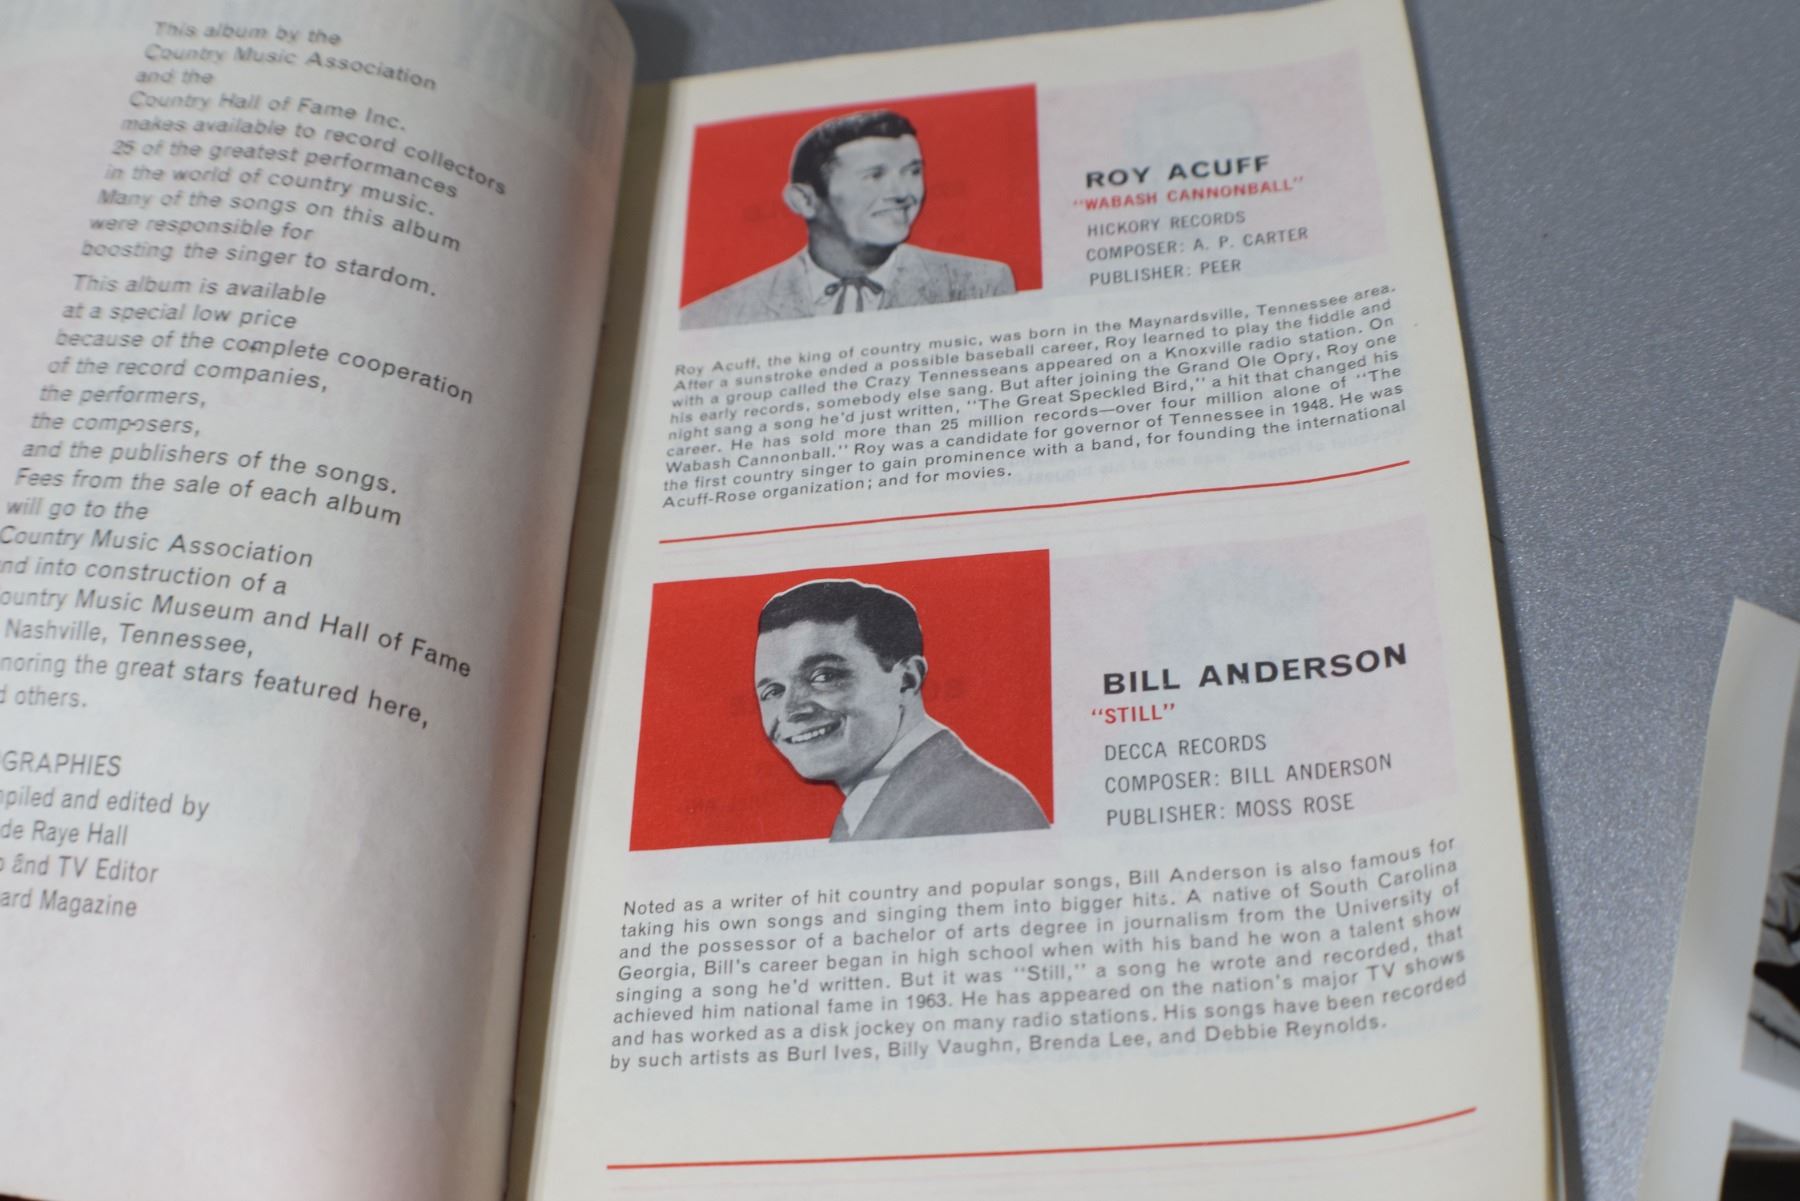 This album by the
Country Music Association
and the
Country Hall of Fame Inc.
makes available to record collectors
25 of the greatest performances
in the world of country music.
Many of the songs on this album
were responsible for
boosting the singer to stardom.
This album is available
at a special low price
because of the complete cooperation
of the record companies,
the performers,
the composers,
and the publishers of the songs.
Fees from the sale of each album
will go to the
Country Music Association
nd into construction of a
ountry Music Museum and Hall of Fame
Nashville, Tennessee,
noring the great stars featured here,
d others.
GRAPHIES
piled and edited by
de Raye Hall
and TV Editor
ard Magazine
ROY ACUFF
"WABASH CANNONBALL"
HICKORY RECORDS
COMPOSER: A. P. CARTER
PUBLISHER: PEER
Roy Acuff, the king of country music, was born in the Maynardsville, Tennessee area.
After a sunstroke ended a possible baseball career, Roy learned to play the fiddle and
with a group called the Crazy Tennesseans appeared on a Knoxville radio station. On
his early records, somebody else sang. But after joining the Grand Ole Opry, Roy one
night sang a song he'd just written, "The Great Speckled Bird," a hit that changed his
career. He has sold more than 25 million records—over four million alone of "The
Wabash Cannonball." Roy was a candidate for governor of Tennessee in 1948. He was
the first country singer to gain prominence with a band, for founding the international
Acuff-Rose organization; and for movies.
BILL ANDERSON
"STILL"
DECCA RECORDS
COMPOSER: BILL ANDERSON
PUBLISHER: MOSS ROSE
Noted as a writer of hit country and popular songs, Bill Anderson is also famous for
taking his own songs and singing them into bigger hits. A native of South Carolina
and the possessor of a bachelor of arts degree in journalism from the University of
Georgia, Bill's career began in high school when with his band he won a talent show
singing a song he'd written. But it was "Still," a song he wrote and recorded, that
achieved him national fame in 1963. He has appeared on the nation's major TV shows
and has worked as a disk jockey on many radio stations. His songs have been recorded
by such artists as Burl Ives, Billy Vaughn, Brenda Lee, and Debbie Reynolds.